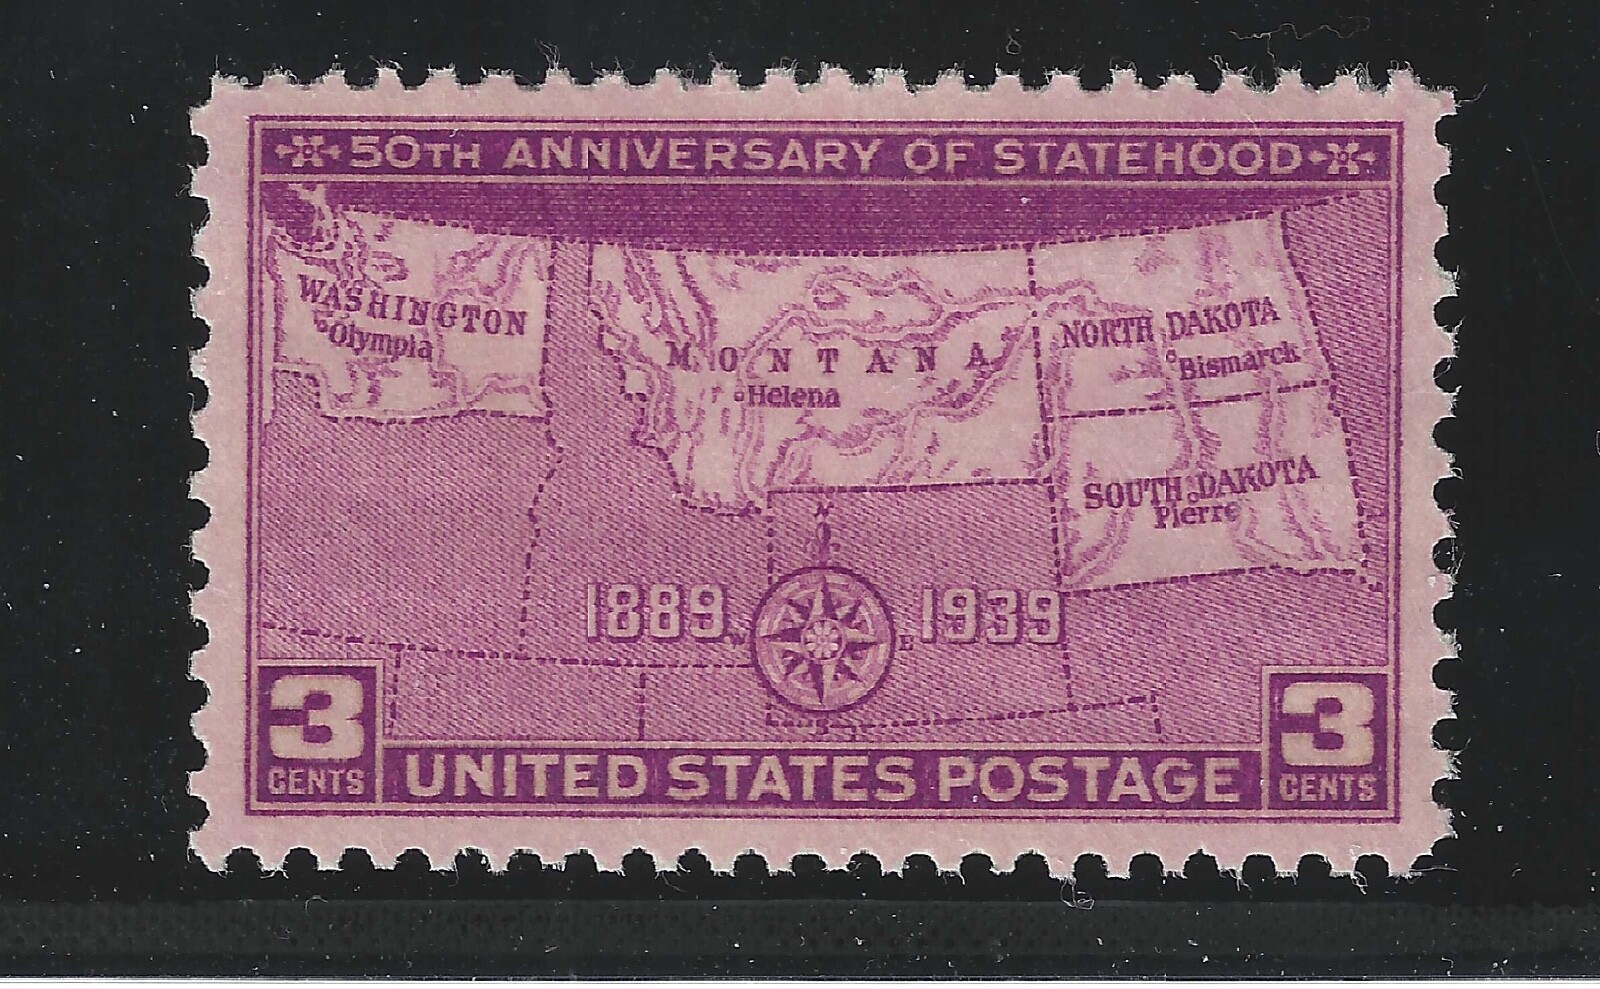 50TH ANNIVERSARY OF STATEHOOD
WASHINGTON
Olympia
MONTANA
Helena
NORTH DAKOTA
Bismarck
SOUTH DAKOTA
Pierre
N
1889 W E 1939
S
3 CENTS
UNITED STATES POSTAGE
3 CENTS